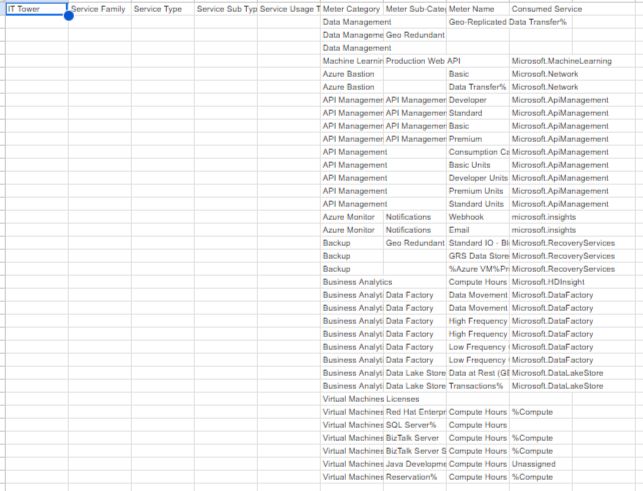 IT Tower Service Family Service Type Service Sub Typ Service Usage T Meter Category Meter Sub-Categ Meter Name Consumed Service
Data Management Geo-Replicated Data Transfer%
Data Manageme Geo Redundant
Data Management
Machine Learnin Production Web API Microsoft.MachineLearning
Azure Bastion Basic Microsoft.Network
Azure Bastion Data Transfer% Microsoft.Network
API Managemen API Managemen Developer Microsoft.ApiManagement
API Managemen API Managemen Standard Microsoft.ApiManagement
API Managemen API Managemen Basic Microsoft.ApiManagement
API Managemen API Managemen Premium Microsoft.ApiManagement
API Management Consumption Ca Microsoft.ApiManagement
API Management Basic Units Microsoft.ApiManagement
API Management Developer Units Microsoft.ApiManagement
API Management Premium Units Microsoft.ApiManagement
API Management Standard Units Microsoft.ApiManagement
Azure Monitor Notifications Webhook microsoft.insights
Azure Monitor Notifications Email microsoft.insights
Backup Geo Redundant Standard IO - Bl Microsoft.RecoveryServices
Backup GRS Data Store Microsoft.RecoveryServices
Backup %Azure VM%Pr Microsoft.RecoveryServices
Business Analytics Compute Hours Microsoft.HDInsight
Business Analyti Data Factory Data Movement Microsoft.DataFactory
Business Analyti Data Factory Data Movement Microsoft.DataFactory
Business Analyti Data Factory High Frequency Microsoft.DataFactory
Business Analyti Data Factory High Frequency Microsoft.DataFactory
Business Analyti Data Factory Low Frequency Microsoft.DataFactory
Business Analyti Data Factory Low Frequency Microsoft.DataFactory
Business Analyti Data Lake Store Data at Rest (GB Microsoft.DataLakeStore
Business Analyti Data Lake Store Transactions% Microsoft.DataLakeStore
Virtual Machines Licenses
Virtual Machines Red Hat Enterpr Compute Hours %Compute
Virtual Machines SQL Server% Compute Hours
Virtual Machines BizTalk Server Compute Hours %Compute
Virtual Machines BizTalk Server S Compute Hours %Compute
Virtual Machines Java Developme Compute Hours Unassigned
Virtual Machines Reservation% Compute Hours %Compute